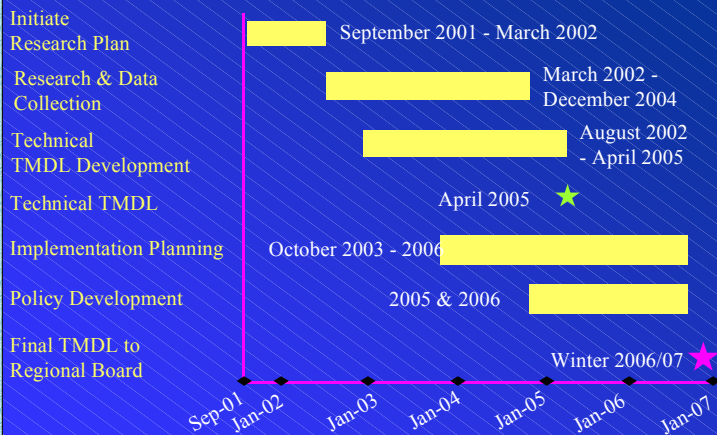 Initiate
Research Plan
September 2001 - March 2002
Research & Data
Collection
March 2002 -
December 2004
Technical
TMDL Development
August 2002
- April 2005
Technical TMDL
April 2005
Implementation Planning
October 2003 - 2006
Policy Development
2005 & 2006
Final TMDL to
Regional Board
Winter 2006/07
Sep-01
Jan-02
Jan-03
Jan-04
Jan-05
Jan-06
Jan-07